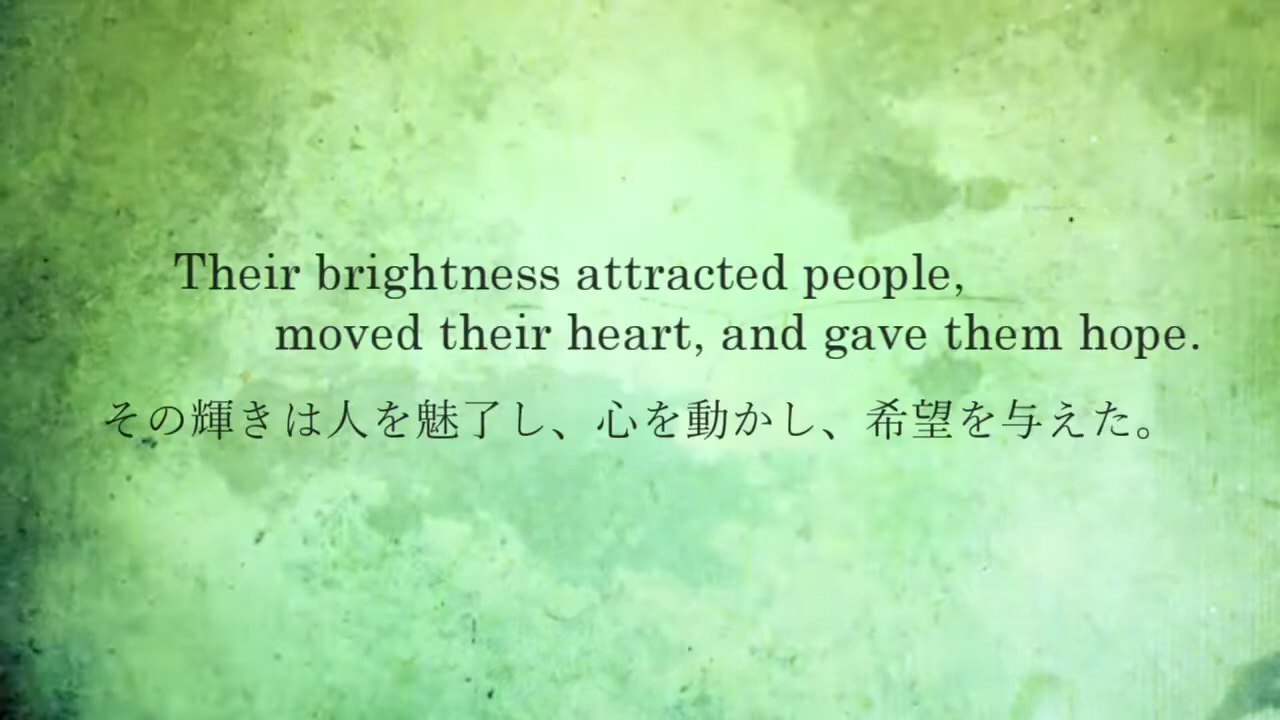 Their brightness attracted people,
moved their heart, and gave them hope.
その輝きは人を魅了し、心を動かし、希望を与えた。